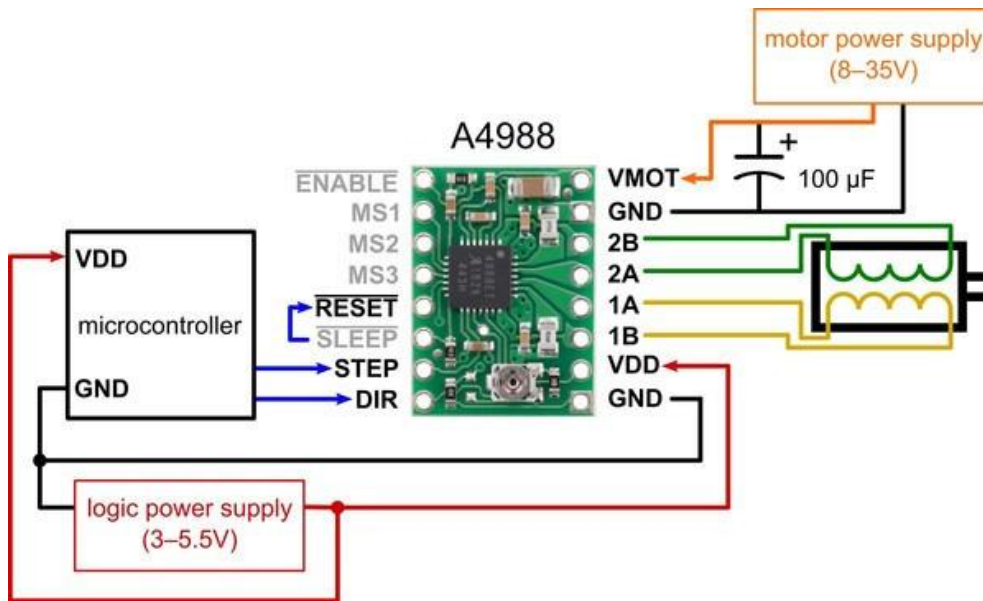 motor power supply
(8–35V)
A4988
ENABLE
VMOT
+
100 µF
MS1
GND
MS2
2B
MS3
2A
RESET
1A
SLEEP
1B
STEP
VDD
DIR
GND
VDD
microcontroller
GND
logic power supply
(3–5.5V)